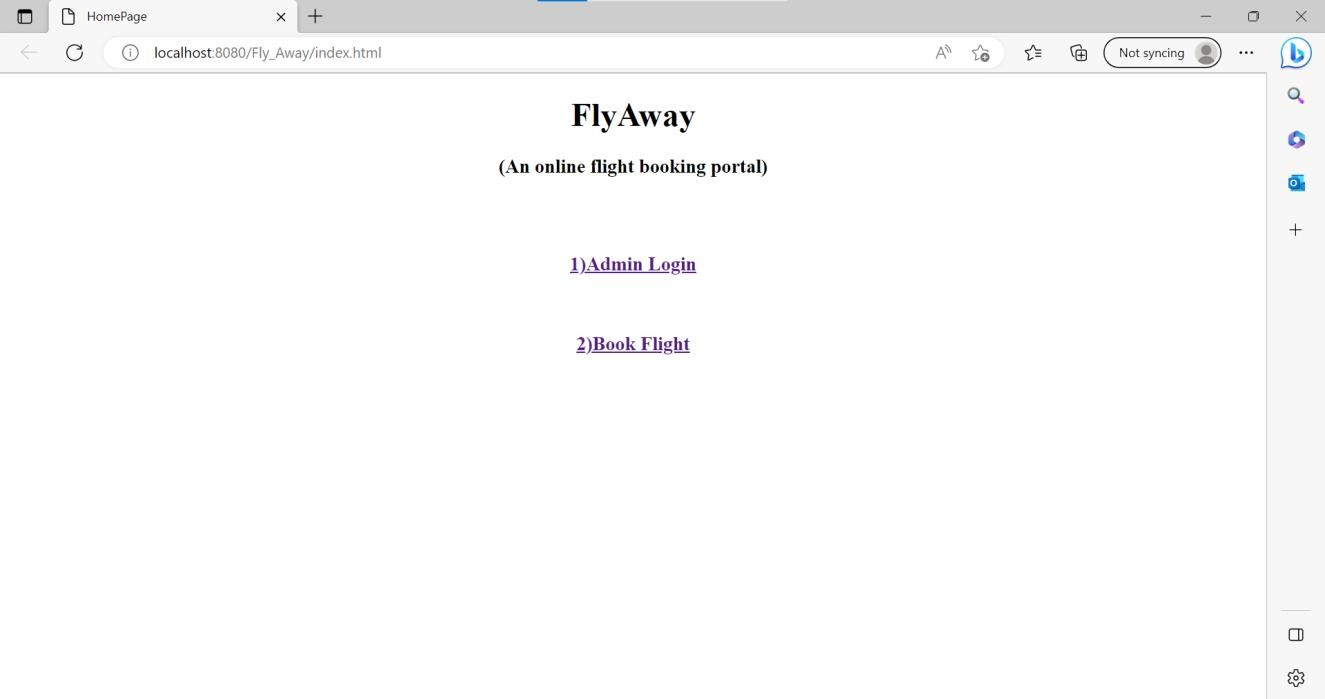 HomePage
localhost:8080/Fly_Away/index.html
Not syncing
FlyAway
(An online flight booking portal)
1)Admin Login
2)Book Flight